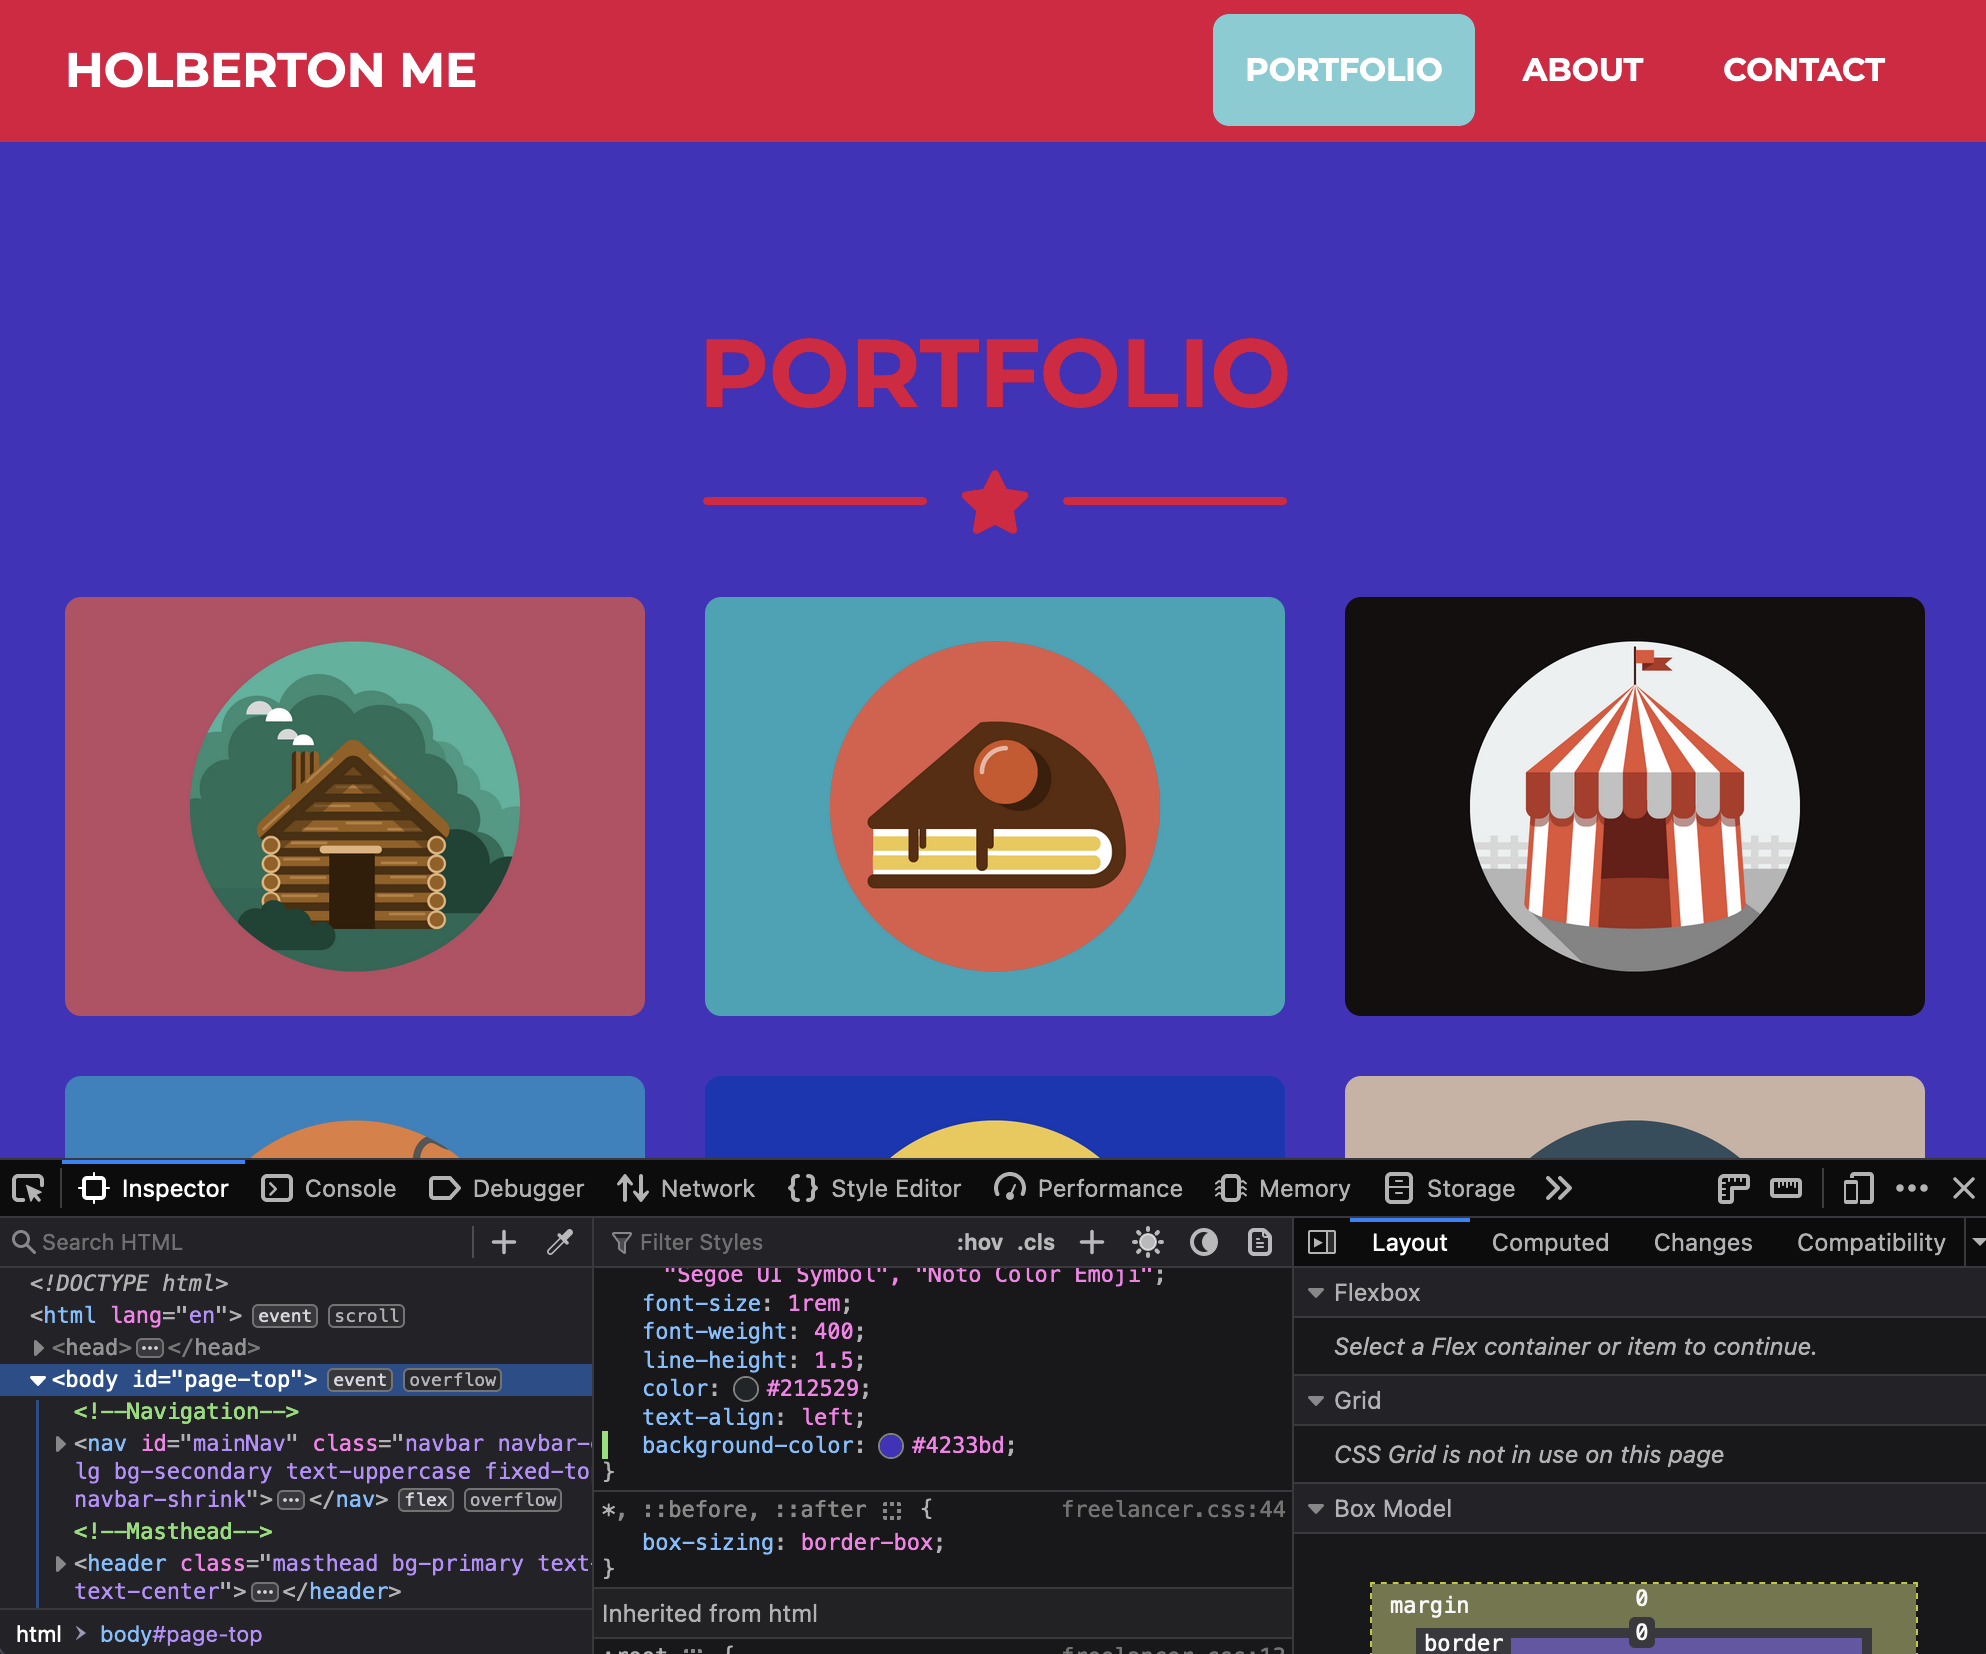 HOLBERTON ME
PORTFOLIO
ABOUT
CONTACT
PORTFOLIO
Inspector
Console
Debugger
Network
Style Editor
Performance
Memory
Storage
Search HTML
<!DOCTYPE html>
<html lang="en"> event scroll
<head>···</head>
<body id="page-top"> event overflow
<!--Navigation-->
<nav id="mainNav" class="navbar navbar-
lg bg-secondary text-uppercase fixed-to
navbar-shrink">···</nav> flex overflow
<!--Masthead-->
<header class="masthead bg-primary text-
text-center">···</header>
html > body#page-top
Filter Styles
:hov .cls
"Segoe UI Symbol", "Noto Color Emoji";
font-size: 1rem;
font-weight: 400;
line-height: 1.5;
color: #212529;
text-align: left;
background-color: #4233bd;
}
*, ::before, ::after { freelancer.css:44
box-sizing: border-box;
}
Inherited from html
:root { freelancer.css:13
Layout
Computed
Changes
Compatibility
Flexbox
Select a Flex container or item to continue.
Grid
CSS Grid is not in use on this page
Box Model
margin 0
border 0